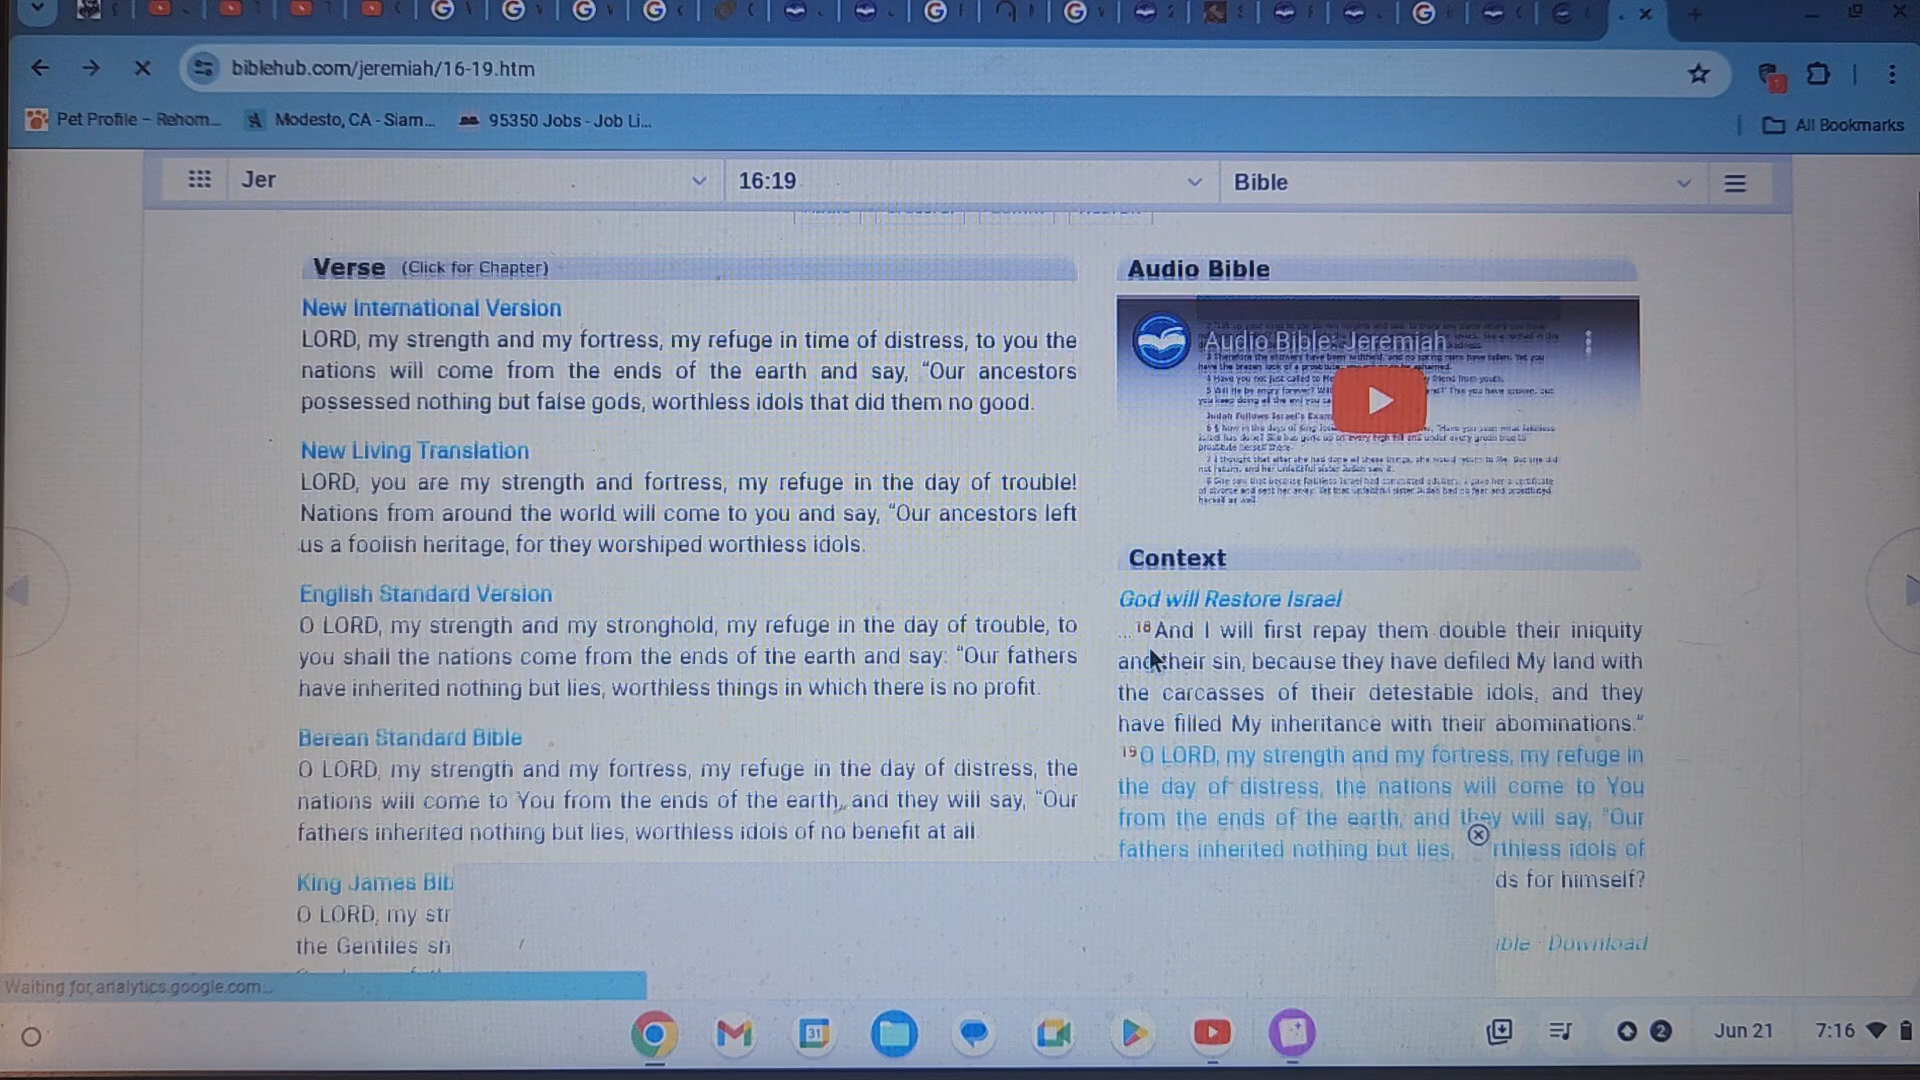 biblehub.com/jeremiah/16-19.htm
Pet Profile – Rehom...
Modesto, CA - Siam...
95350 Jobs - Job Li...
All Bookmarks
Jer
16:19
Bible
Verse (Click for Chapter)
New International Version
LORD, my strength and my fortress, my refuge in time of distress, to you the
nations will come from the ends of the earth and say, “Our ancestors
possessed nothing but false gods, worthless idols that did them no good.
New Living Translation
LORD, you are my strength and fortress, my refuge in the day of trouble!
Nations from around the world will come to you and say, “Our ancestors left
us a foolish heritage, for they worshiped worthless idols.
English Standard Version
O LORD, my strength and my stronghold, my refuge in the day of trouble, to
you shall the nations come from the ends of the earth and say: “Our fathers
have inherited nothing but lies, worthless things in which there is no profit.
Berean Standard Bible
O LORD, my strength and my fortress, my refuge in the day of distress, the
nations will come to You from the ends of the earth, and they will say, “Our
fathers inherited nothing but lies, worthless idols of no benefit at all.
King James Bib
O LORD, my str
the Gentiles sh
Audio Bible
Audio Bible: Jeremiah
Judah Follows Israel's
Context
God will Restore Israel
...18And I will first repay them double their iniquity
and their sin, because they have defiled My land with
the carcasses of their detestable idols, and they
have filled My inheritance with their abominations.”
19O LORD, my strength and my fortress, my refuge in
the day of distress, the nations will come to You
from the ends of the earth, and they will say, “Our
fathers inherited nothing but lies, rthless idols of
ds for himself?
ible · Download
Waiting for analytics.google.com...
31
2
Jun 21
7:16